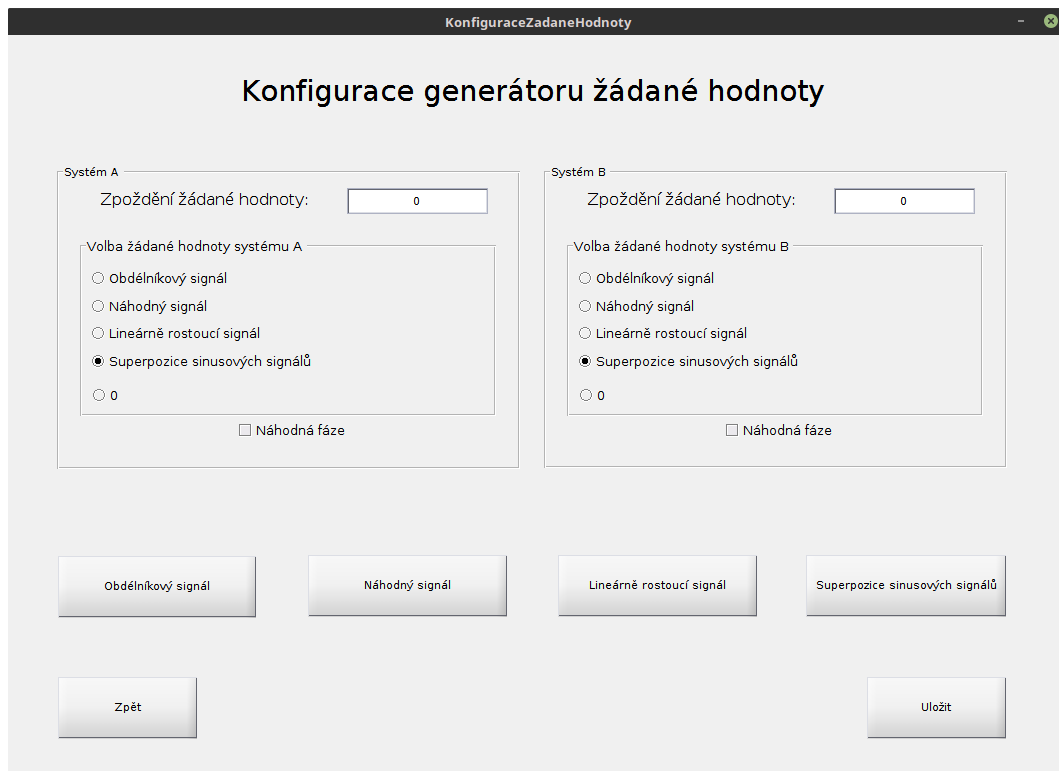 KonfiguraceZadaneHodnoty
Konfigurace generátoru žádané hodnoty
Systém A
Zpoždění žádané hodnoty:
0
Volba žádané hodnoty systému A
Obdélníkový signál
Náhodný signál
Lineárně rostoucí signál
Superpozice sinusových signálů
0
Náhodná fáze
Systém B
Zpoždění žádané hodnoty:
0
Volba žádané hodnoty systému B
Obdélníkový signál
Náhodný signál
Lineárně rostoucí signál
Superpozice sinusových signálů
0
Náhodná fáze
Obdélníkový signál
Náhodný signál
Lineárně rostoucí signál
Superpozice sinusových signálů
Zpět
Uložit